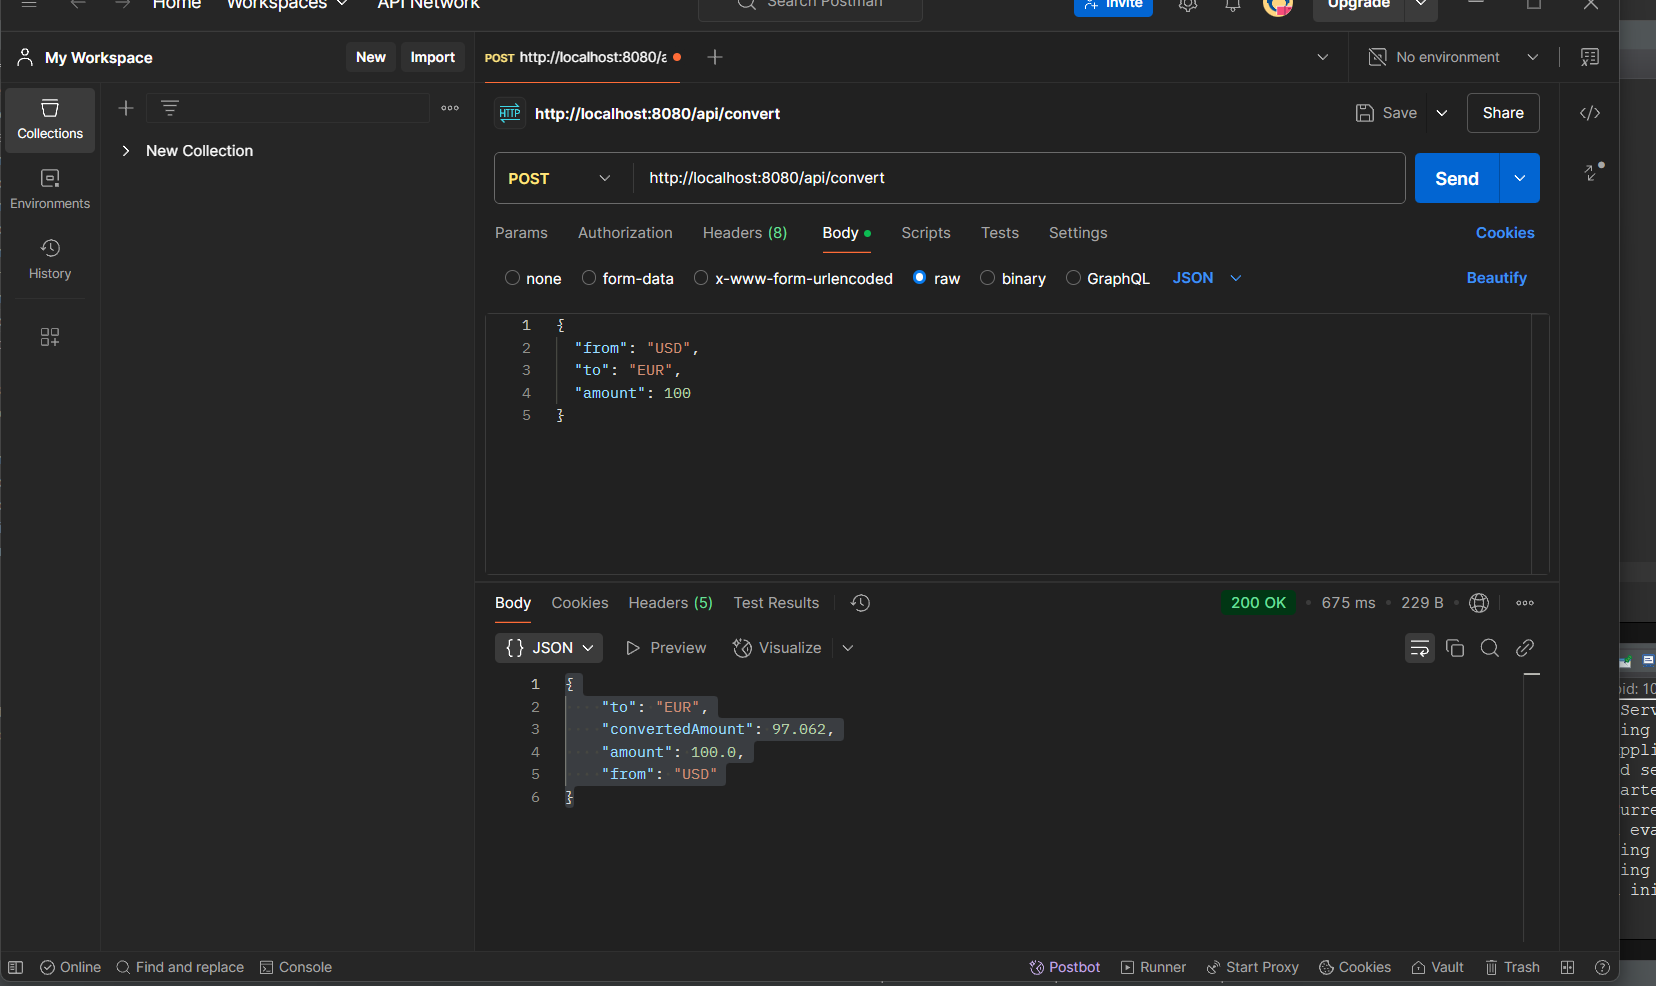 Home Workspaces API Network Search Postman Invite Upgrade
My Workspace New Import POST http://localhost:8080/a No environment
Collections
Environments
History
New Collection
HTTP http://localhost:8080/api/convert Save Share
POST http://localhost:8080/api/convert Send
Params Authorization Headers (8) Body Scripts Tests Settings Cookies
none form-data x-www-form-urlencoded raw binary GraphQL JSON Beautify
1 {
2 "from": "USD",
3 "to": "EUR",
4 "amount": 100
5 }
Body Cookies Headers (5) Test Results 200 OK • 675 ms • 229 B •
{} JSON Preview Visualize
1 {
2 "to": "EUR",
3 "convertedAmount": 97.062,
4 "amount": 100.0,
5 "from": "USD"
6 }
id: 10
Serv
ing
ppli
d se
arte
urre
eva
ing
ing
ini
Online Find and replace Console Postbot Runner Start Proxy Cookies Vault Trash